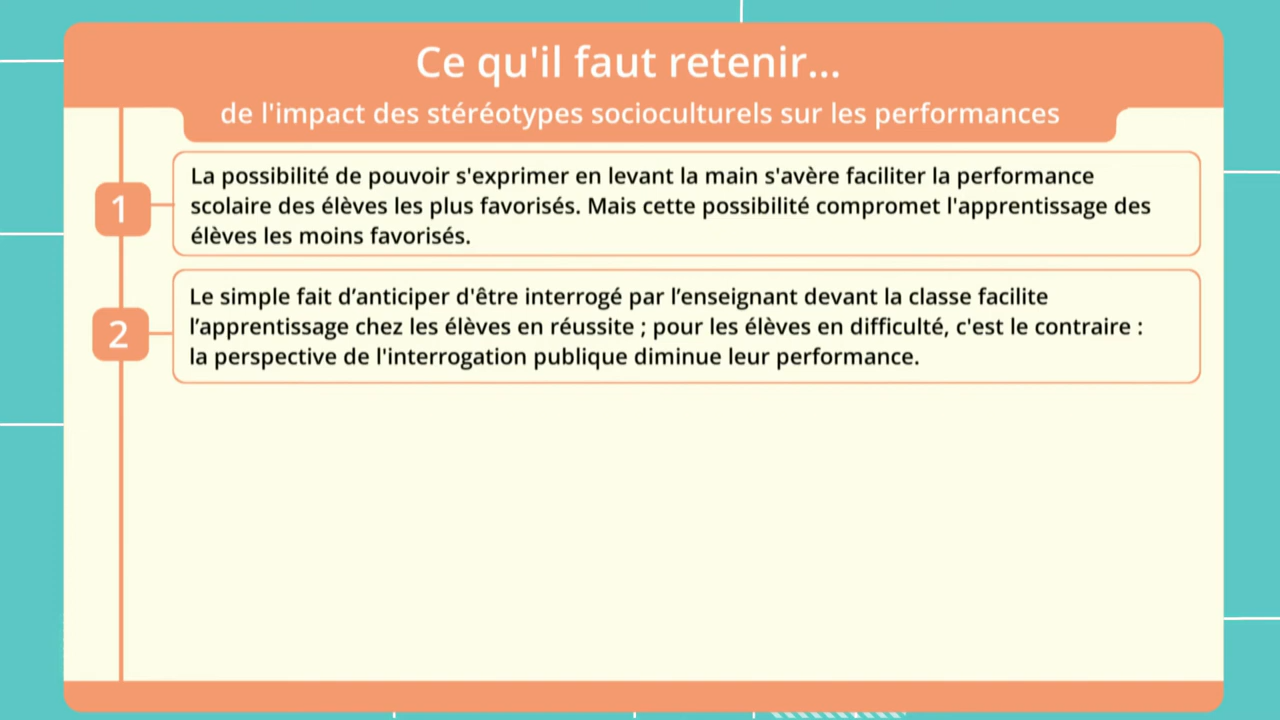 Ce qu'il faut retenir...
de l'impact des stéréotypes socioculturels sur les performances
1
La possibilité de pouvoir s'exprimer en levant la main s'avère faciliter la performance
scolaire des élèves les plus favorisés. Mais cette possibilité compromet l'apprentissage des
élèves les moins favorisés.
2
Le simple fait d’anticiper d'être interrogé par l’enseignant devant la classe facilite
l’apprentissage chez les élèves en réussite ; pour les élèves en difficulté, c'est le contraire :
la perspective de l'interrogation publique diminue leur performance.